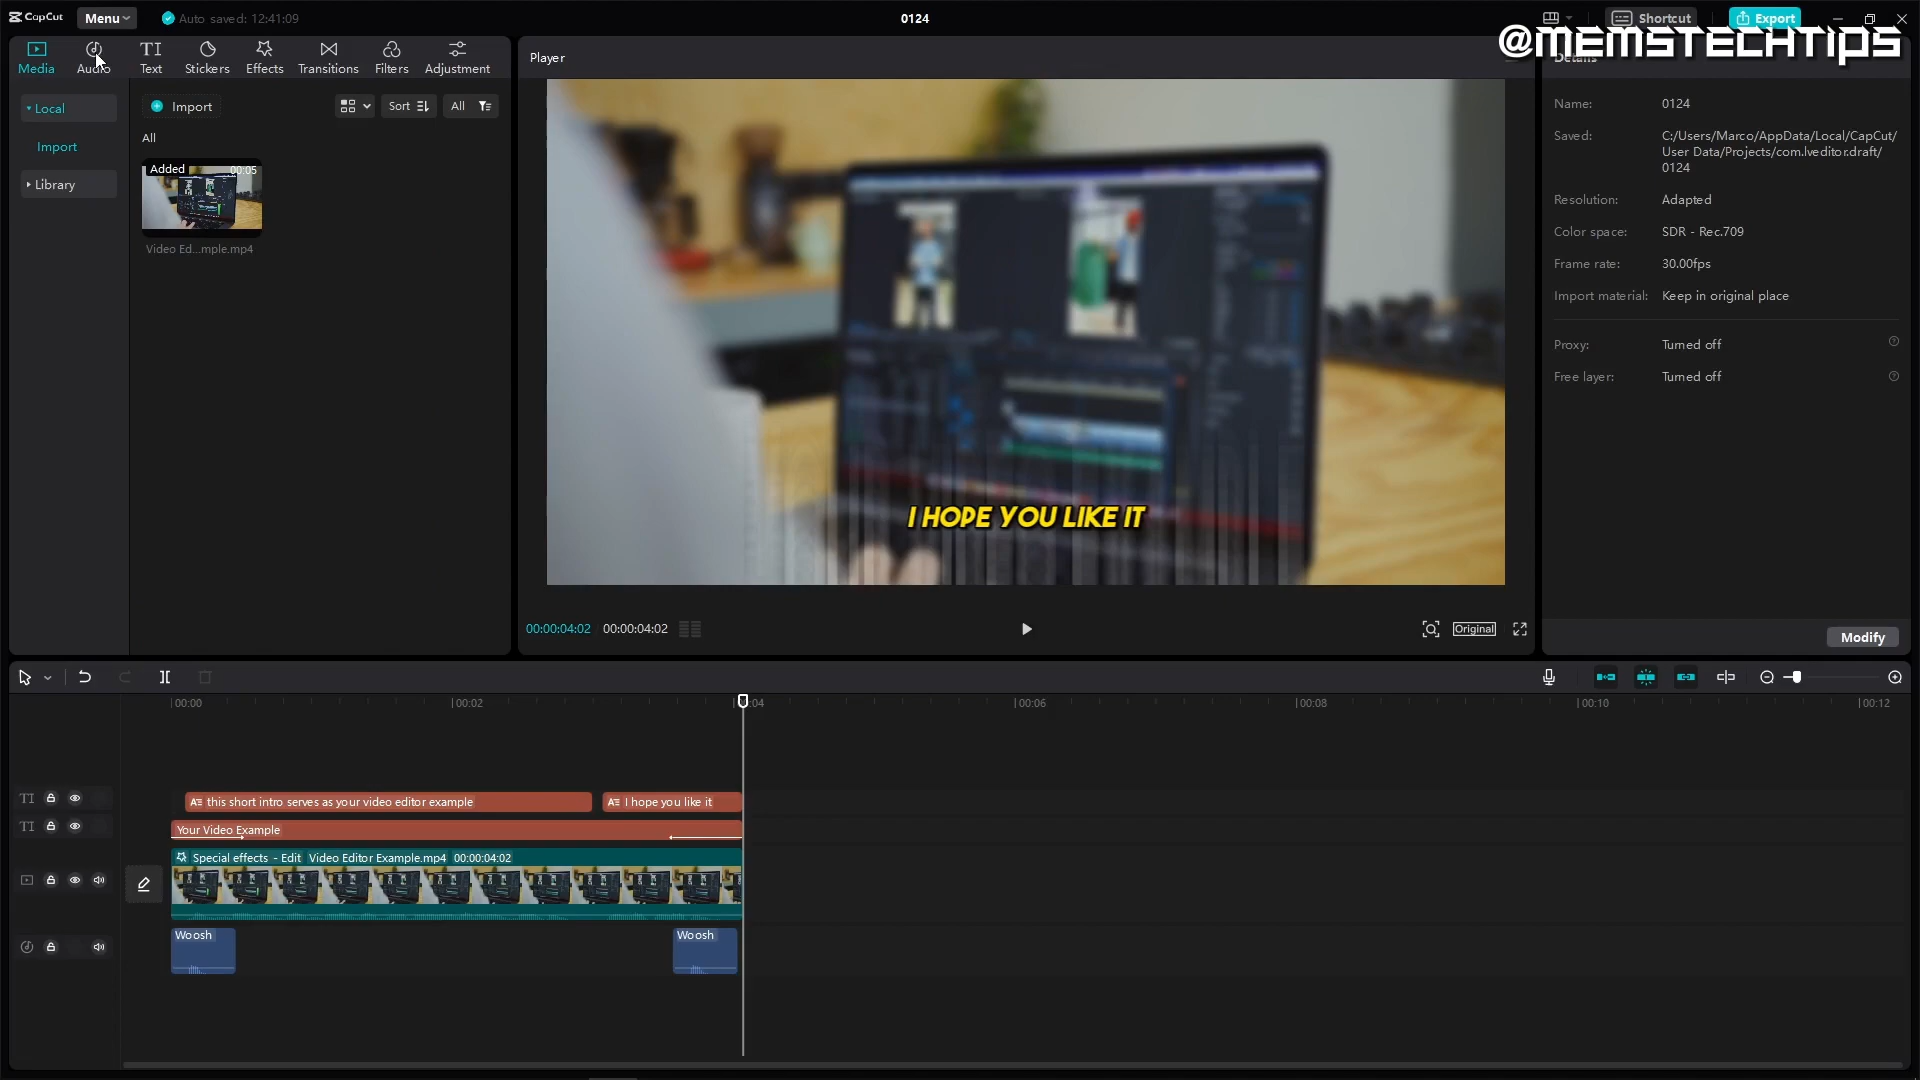 CapCut
Menu
Auto saved: 12:41:09
0124
Shortcut
Export
@MEMSTECHTIPS
Media
Audio
Text
Stickers
Effects
Transitions
Filters
Adjustment
Player
Details
Local
Import
Library
Import
Sort
All
All
Added
00:05
Video Ed...mple.mp4
I HOPE YOU LIKE IT
Name: 0124
Saved: C:/Users/Marco/AppData/Local/CapCut/
User Data/Projects/com.lveditor.draft/
0124
Resolution: Adapted
Color space: SDR - Rec.709
Frame rate: 30.00fps
Import material: Keep in original place
Proxy: Turned off
Free layer: Turned off
00:00:04:02 00:00:04:02
Original
Modify
00:00
00:02
:04
00:06
00:08
00:10
00:12
TI
A≡ this short intro serves as your video editor example
A≡ I hope you like it
TI
Your Video Example
Special effects - Edit Video Editor Example.mp4 00:00:04:02
Woosh
Woosh